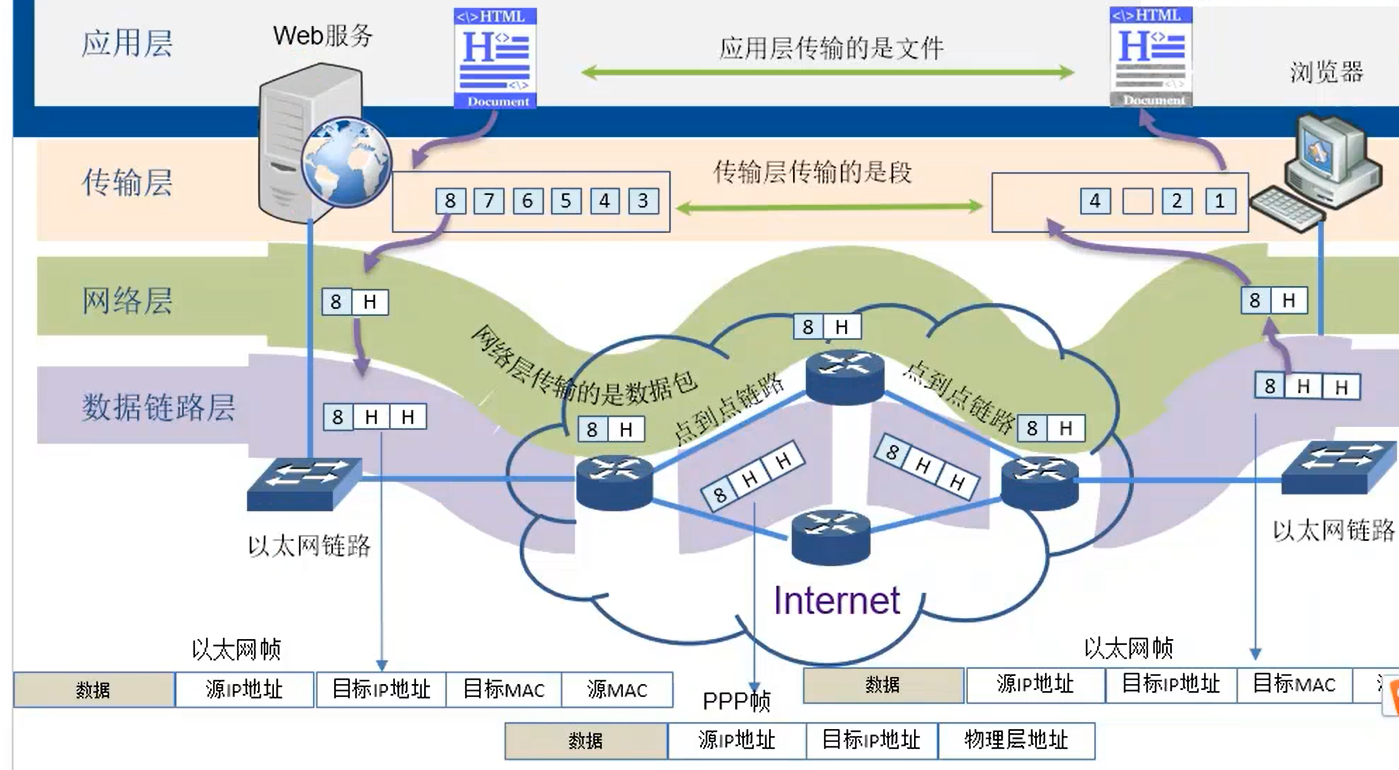 应用层
Web服务
<\>HTML
H
<>
<\>
Document
应用层传输的是文件
<\>HTML
H
<>
<\>
Document
浏览器
传输层
8 7 6 5 4 3
传输层传输的是段
4 2 1
网络层
8 H
网络层传输的是数据包
8 H
点到点链路
点到点链路
8 H
数据链路层
8 H H
8 H
8 H H
8 H H
8 H
8 H H
以太网链路
以太网链路
Internet
以太网帧
数据 源IP地址 目标IP地址 目标MAC 源MAC
PPP帧
数据 源IP地址 目标IP地址 物理层地址
以太网帧
数据 源IP地址 目标IP地址 目标MAC